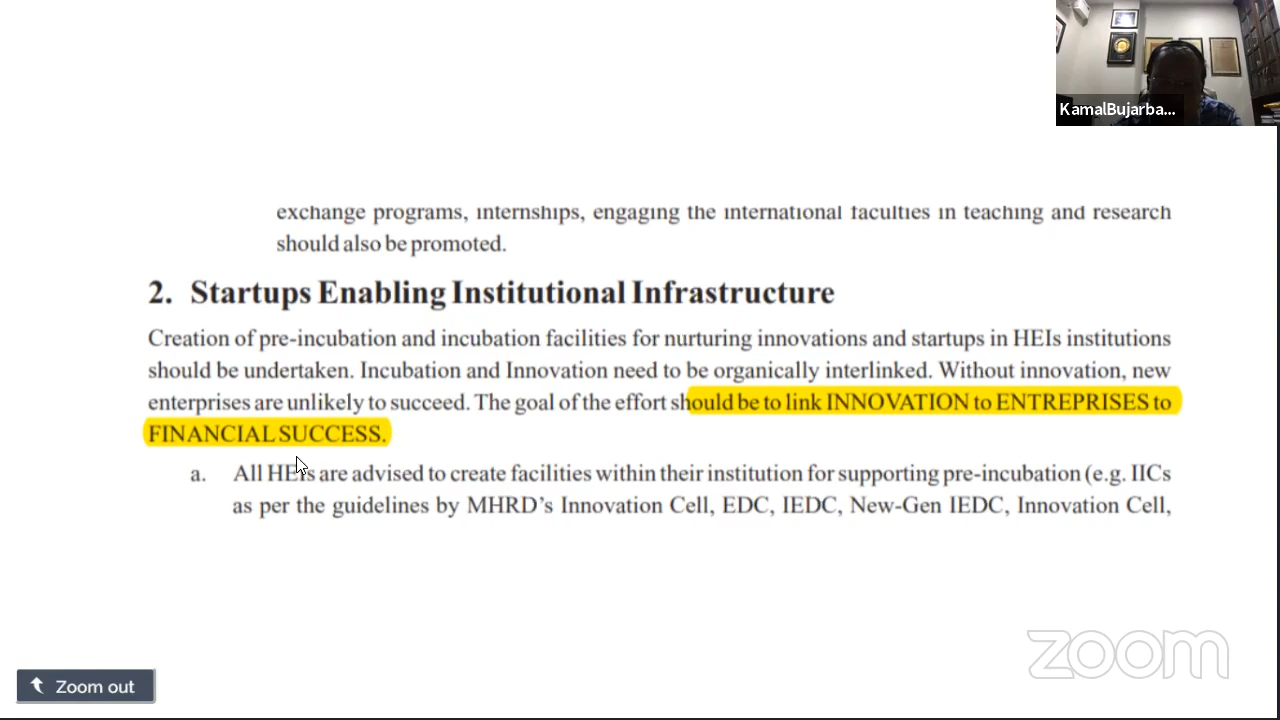 KamalBujarba...
exchange programs, internships, engaging the international faculties in teaching and research
should also be promoted.
2. Startups Enabling Institutional Infrastructure
Creation of pre-incubation and incubation facilities for nurturing innovations and startups in HEIs institutions
should be undertaken. Incubation and Innovation need to be organically interlinked. Without innovation, new
enterprises are unlikely to succeed. The goal of the effort should be to link INNOVATION to ENTREPRISES to
FINANCIAL SUCCESS.
a. All HEIs are advised to create facilities within their institution for supporting pre-incubation (e.g. IICs
as per the guidelines by MHRD's Innovation Cell, EDC, IEDC, New-Gen IEDC, Innovation Cell,
zoom
Zoom out